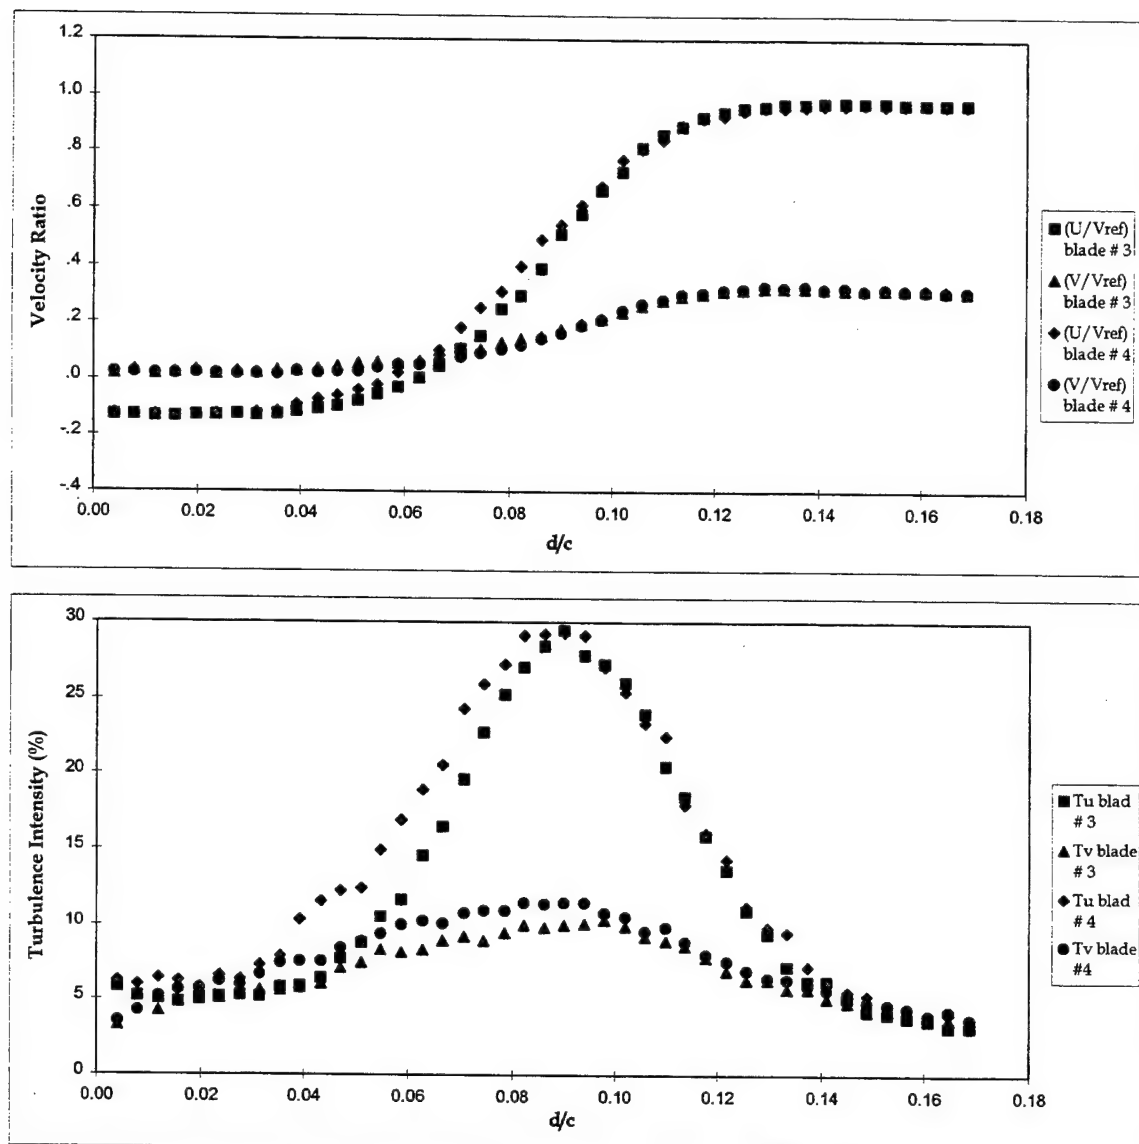 1.2
1.0
.8
.6
.4
.2
.0
-.2
-.4
Velocity Ratio
0.00 0.02 0.04 0.06 0.08 0.10 0.12 0.14 0.16 0.18
d/c
(U/Vref)
blade # 3
(V/Vref)
blade # 3
(U/Vref)
blade # 4
(V/Vref)
blade # 4
30
25
20
15
10
5
0
Turbulence Intensity (%)
0.00 0.02 0.04 0.06 0.08 0.10 0.12 0.14 0.16 0.18
d/c
Tu blad
# 3
Tv blade
# 3
Tu blad
# 4
Tv blade
#4